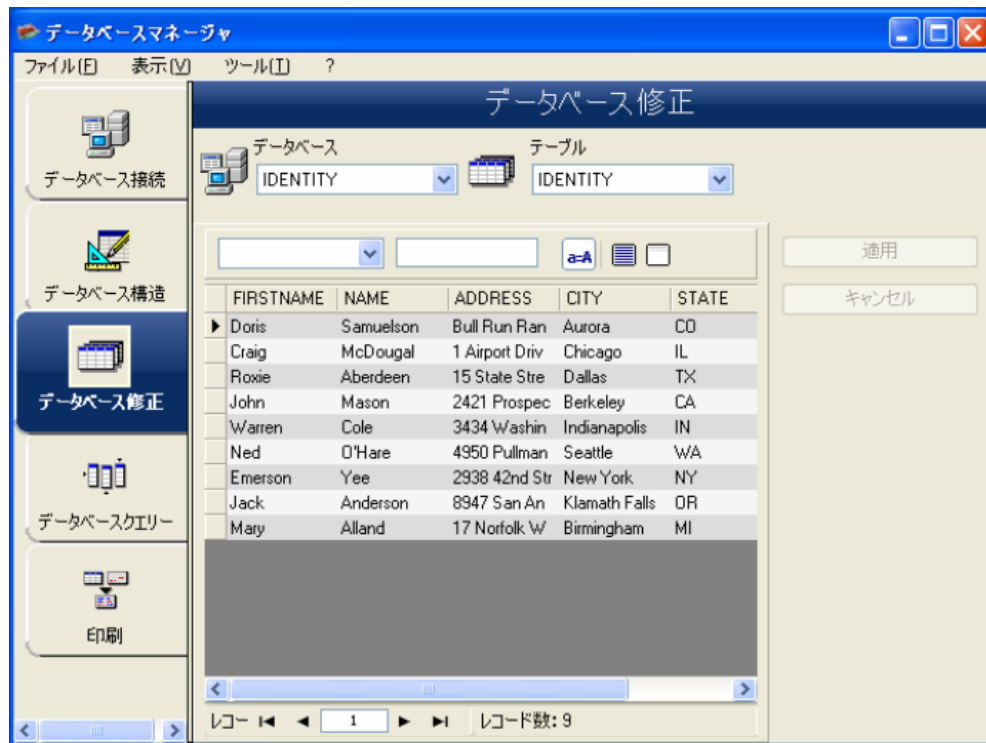 データベースマネージャ
ファイル(F) 表示(V) ツール(T) ?
データベース修正
データベース接続
データベース構造
データベース修正
データベースクエリー
印刷
データベース テーブル
IDENTITY IDENTITY
a=A
適用
キャンセル
FIRSTNAME NAME ADDRESS CITY STATE
Doris Samuelson Bull Run Ran Aurora CO
Craig McDougal 1 Airport Driv Chicago IL
Roxie Aberdeen 15 State Stre Dallas TX
John Mason 2421 Prospec Berkeley CA
Warren Cole 3434 Washin Indianapolis IN
Ned O'Hare 4950 Pullman Seattle WA
Emerson Yee 2938 42nd Str New York NY
Jack Anderson 8947 San An Klamath Falls OR
Mary Alland 17 Norfolk W Birmingham MI
レコー 1 レコード数: 9